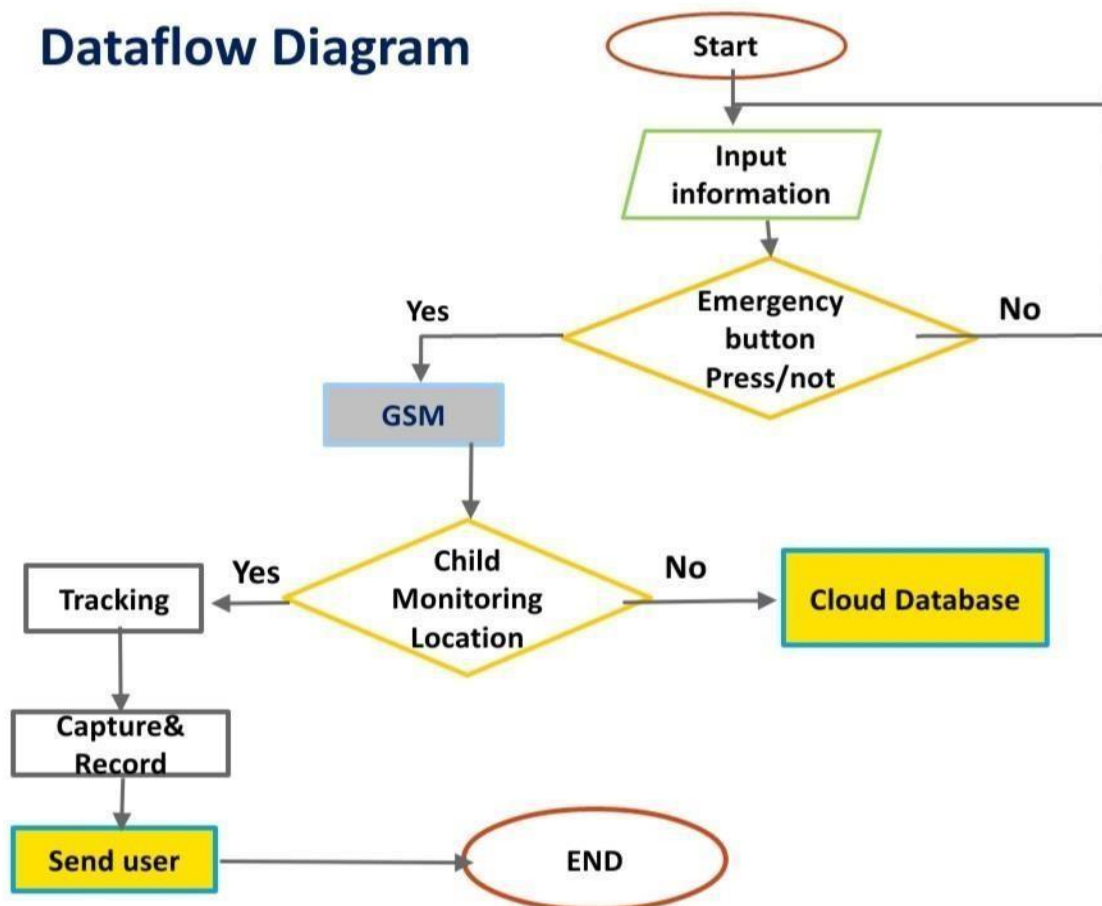 Dataflow Diagram
Start
Input
information
Emergency
button
Press/not
Yes
No
GSM
Child
Monitoring
Location
Yes
No
Tracking
Cloud Database
Capture&
Record
Send user
END